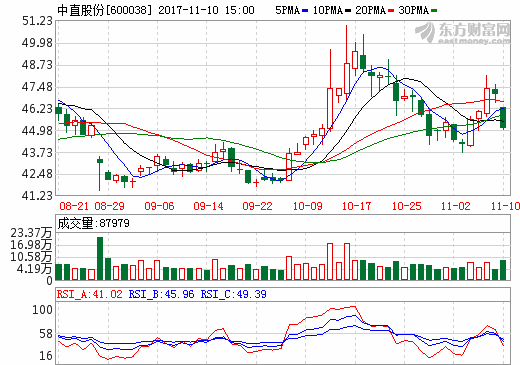 中直股份[600038] 2017-11-10 15:00 5PMA 10PMA 20PMA 30PMA
东方财富网
eastmoney.com
51.23
49.98
48.73
47.48
46.23
44.98
43.73
42.48
41.23
08-21 08-29 09-06 09-14 09-22 10-09 10-17 10-25 11-02 11-10
成交量:87979
23.37万
16.98万
10.58万
4.19万
0
RSI_A:41.02 RSI_B:45.96 RSI_C:49.39
100
58
16